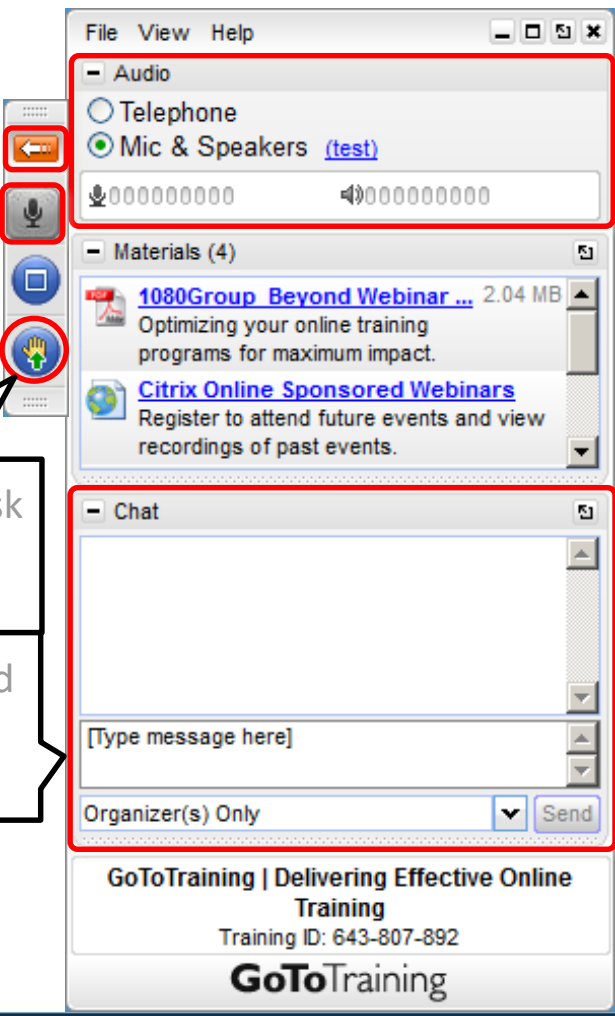 File View Help
Audio
Telephone
Mic & Speakers (test)
000000000 000000000
Materials (4)
1080Group Beyond Webinar ... 2.04 MB
Optimizing your online training
programs for maximum impact.
Citrix Online Sponsored Webinars
Register to attend future events and view
recordings of past events.
Chat
[Type message here]
Organizer(s) Only Send
GoToTraining | Delivering Effective Online
Training
Training ID: 643-807-892
GoToTraining